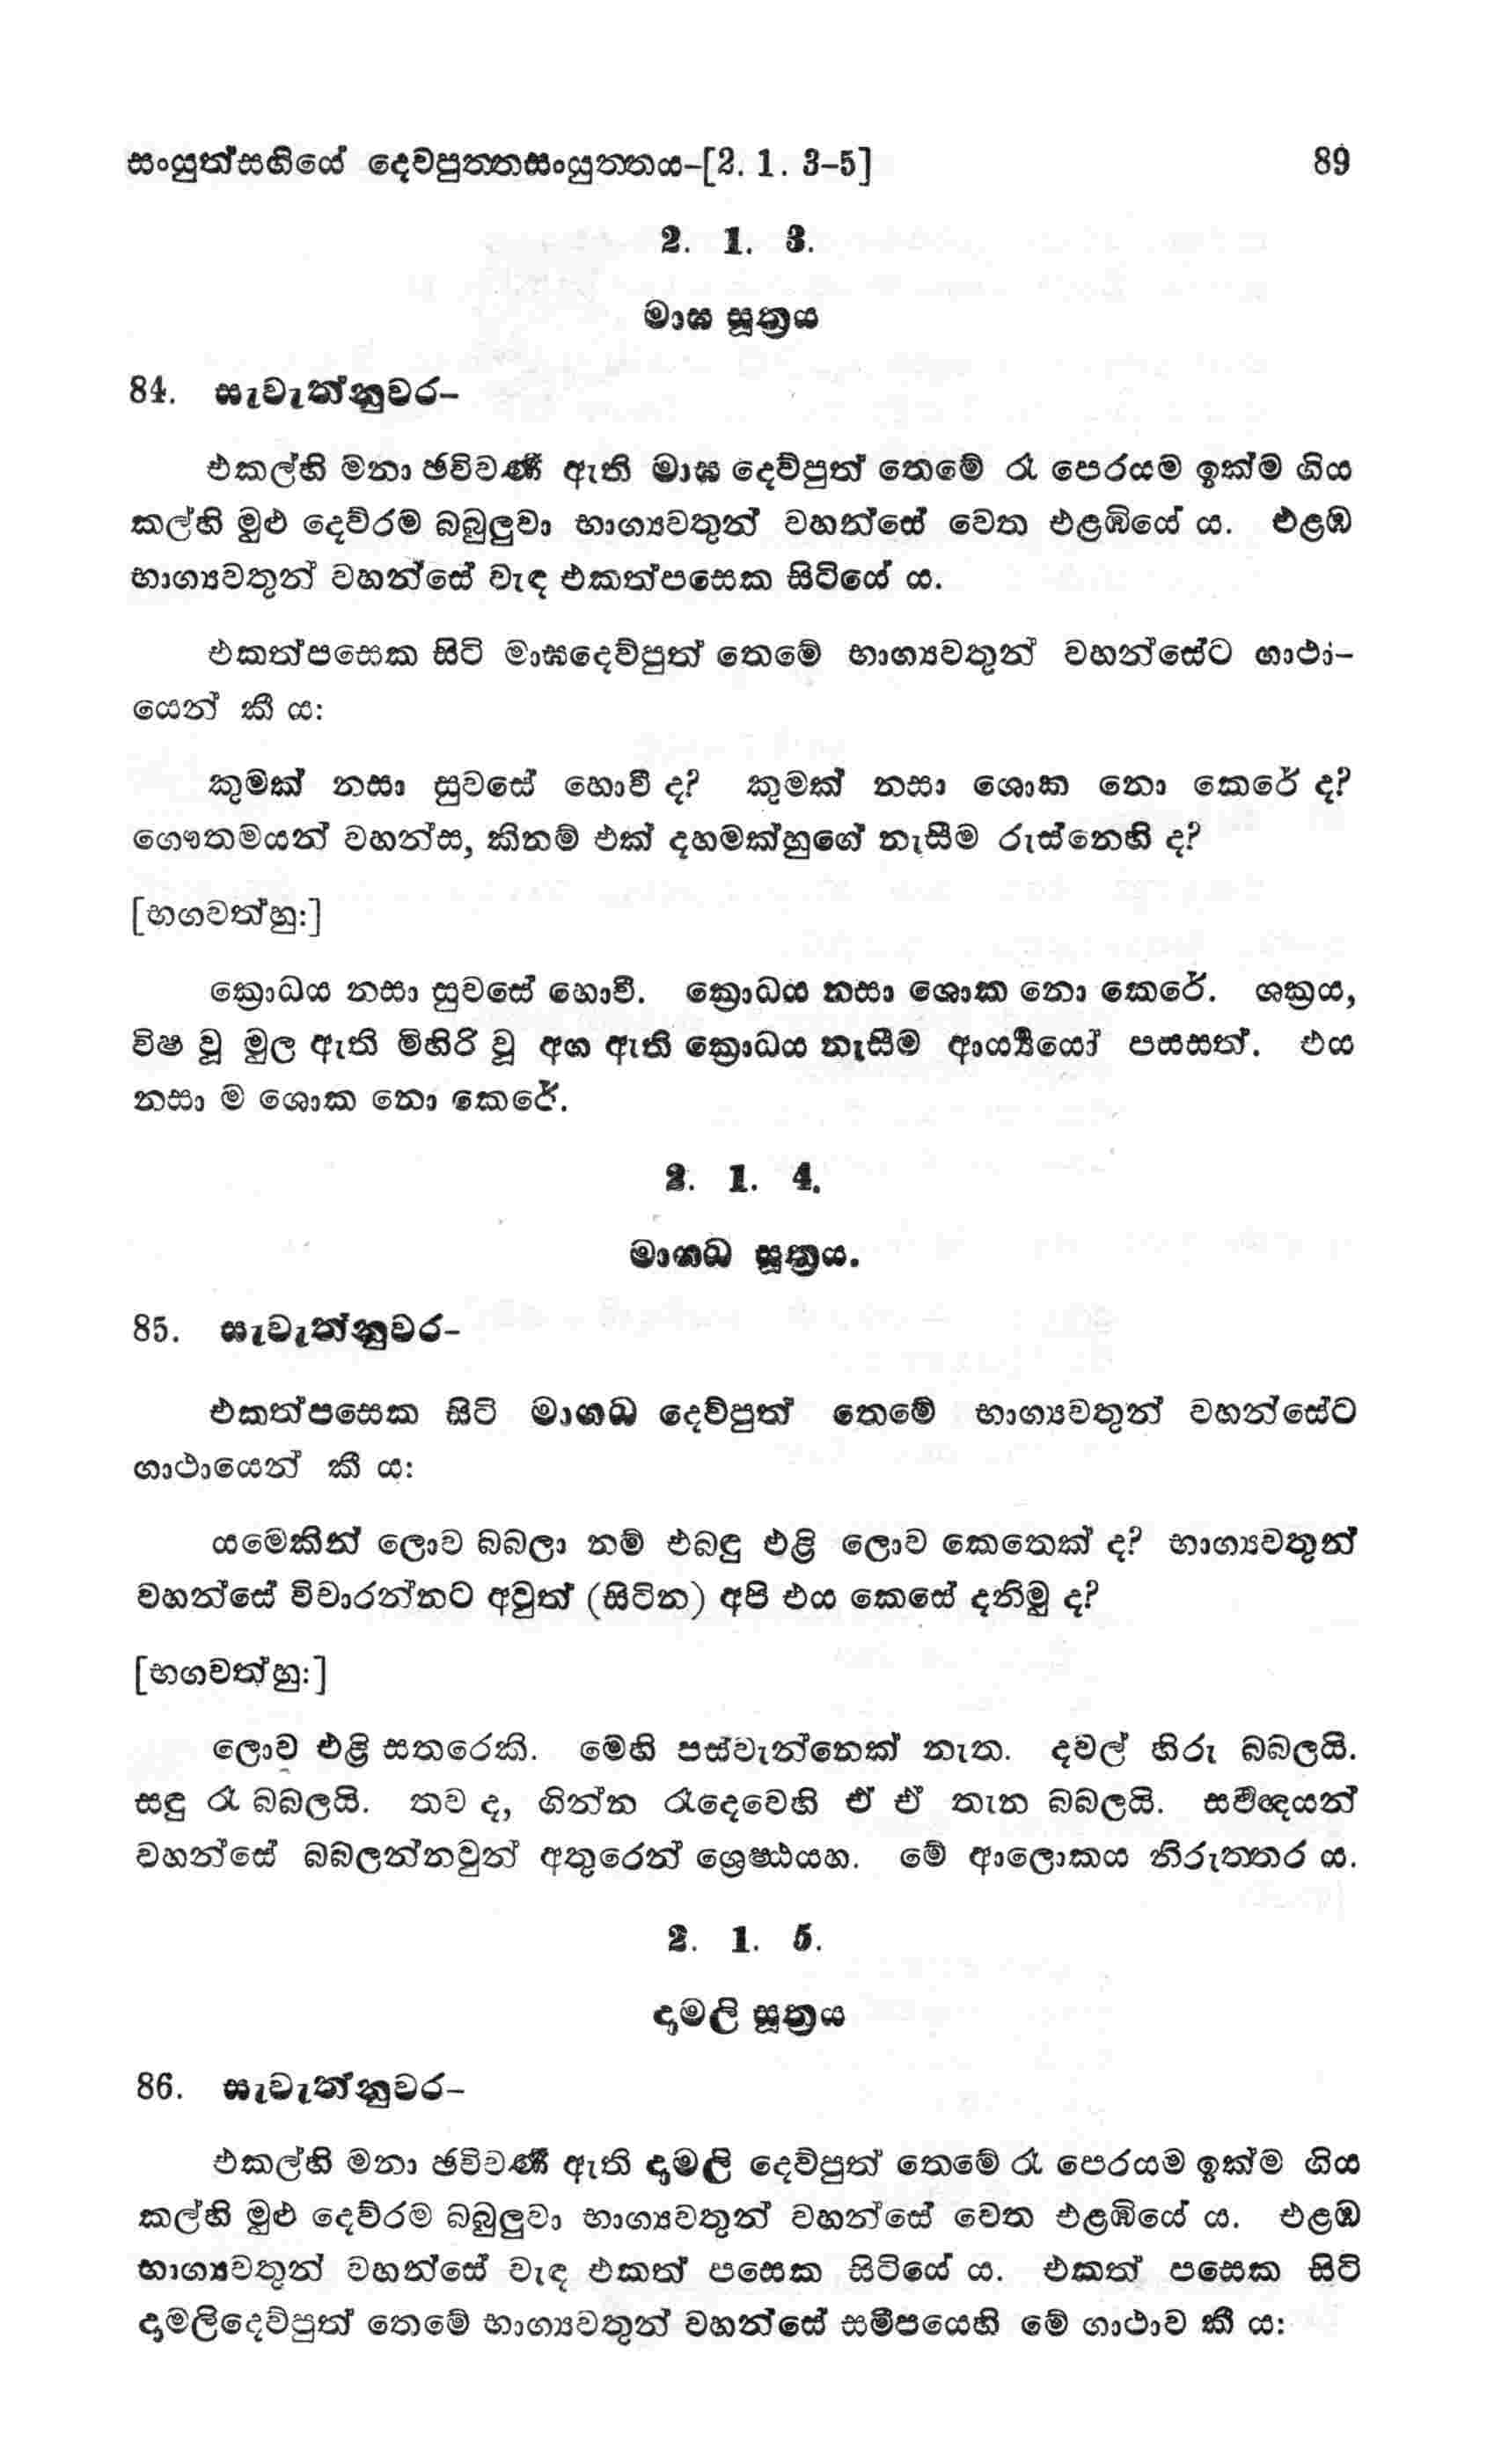 සංයුත්සඟියේ දෙවපුත්තසංයුත්තය–[2. 1. 3–5] 89
2. 1. 3.
මාඝ සූත්‍රය
84. සැවැත්නුවර–
එකල්හි මනා ඡවිවර්ණ ඇති මාඝ දෙව්පුත් තෙමේ රෑ පෙරයම ඉක්ම ගිය
කල්හි මුළු දෙව්රම බබුලුවා භාග්‍යවතුන් වහන්සේ වෙත එළඹියේ ය. එළඹ
භාග්‍යවතුන් වහන්සේ වැඳ එකත්පසෙක සිටියේ ය.
එකත්පසෙක සිටි මාඝදෙව්පුත් තෙමේ භාග්‍යවතුන් වහන්සේට ගාථා–
යෙන් කී ය:
කුමක් නසා සුවසේ හොවී ද? කුමක් නසා ශොක නො කෙරේ ද?
ගෞතමයන් වහන්ස, කිනම් එක් දහමක්හුගේ නැසීම රුස්නෙහි ද?
[භගවත්හු:]
ක්‍රොධය නසා සුවසේ හොවී. ක්‍රොධය නසා ශොක නො කෙරේ. ශක්‍රය,
විෂ වූ මුල ඇති මිහිරි වූ අග ඇති ක්‍රොධය නැසීම ආර්‍ය්‍යයෝ පසසත්. එය
නසා ම ශොක නො කෙරේ.
2. 1. 4.
මාගධ සූත්‍රය.
85. සැවැත්නුවර–
එකත්පසෙක සිටි මාගධ දෙව්පුත් තෙමේ භාග්‍යවතුන් වහන්සේට
ගාථායෙන් කී ය:
යමෙකින් ලොව බබලා නම් එබඳු එළි ලොව කෙතෙක් ද? භාග්‍යවතුන්
වහන්සේ විචාරන්නට අවුත් (සිටින) අපි එය කෙසේ දනිමු ද?
[භගවත්හු:]
ලොව එළි සතරෙකි. මෙහි පස්වැන්නෙක් නැත. දවල් හිරු බබලයි.
සඳු රෑ බබලයි. තව ද, ගින්න රෑදෙවෙහි ඒ ඒ තැන බබලයි. සර්වඥයන්
වහන්සේ බබලන්නවුන් අතුරෙන් ශ්‍රෙෂ්ඨයහ. මේ ආලොකය නිරුත්තර ය.
2. 1. 5.
දාමලි සූත්‍රය
86. සැවැත්නුවර–
එකල්හි මනා ඡවිවර්ණ ඇති දාමලි දෙව්පුත් තෙමේ රෑ පෙරයම ඉක්ම ගිය
කල්හි මුළු දෙව්රම බබුලුවා භාග්‍යවතුන් වහන්සේ වෙත එළඹියේ ය. එළඹ
භාග්‍යවතුන් වහන්සේ වැඳ එකත් පසෙක සිටියේ ය. එකත් පසෙක සිටි
දාමලිදෙව්පුත් තෙමේ භාග්‍යවතුන් වහන්සේ සමීපයෙහි මේ ගාථාව කී ය: